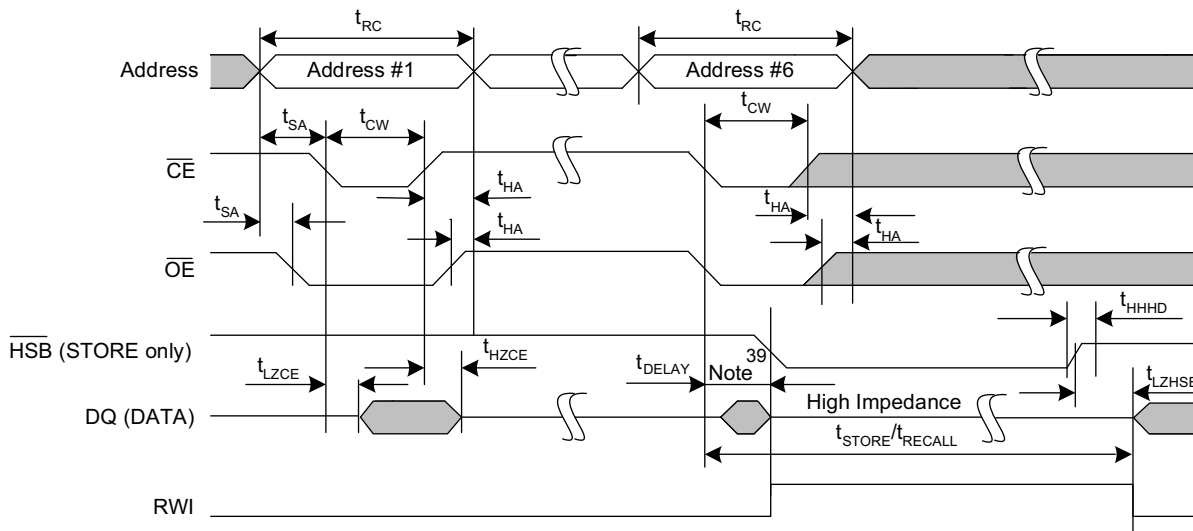 tRC tRC
Address Address #1 Address #6
tCW
tSA tCW
CE
tHA
tSA tHA
tHA tHA
OE
tHHHD
HSB (STORE only)
tHZCE 39
tLZCE tDELAY Note tLZHSB
DQ (DATA) High Impedance
tSTORE/tRECALL
RWI